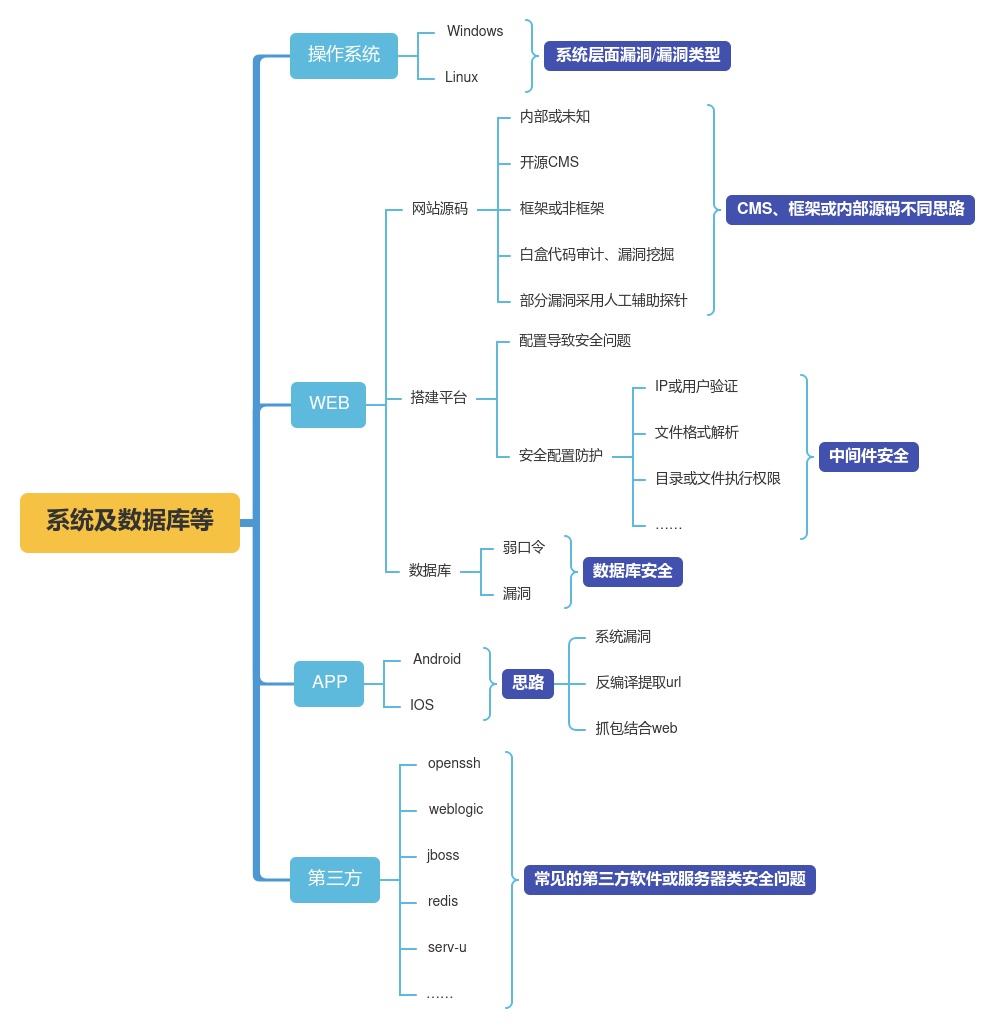 系统及数据库等
操作系统
Windows
Linux
系统层面漏洞/漏洞类型
WEB
网站源码
内部或未知
开源CMS
框架或非框架
白盒代码审计、漏洞挖掘
部分漏洞采用人工辅助探针
CMS、框架或内部源码不同思路
搭建平台
配置导致安全问题
安全配置防护
IP或用户验证
文件格式解析
目录或文件执行权限
……
中间件安全
数据库
弱口令
漏洞
数据库安全
APP
Android
IOS
思路
系统漏洞
反编译提取url
抓包结合web
第三方
openssh
weblogic
jboss
redis
serv-u
……
常见的第三方软件或服务器类安全问题